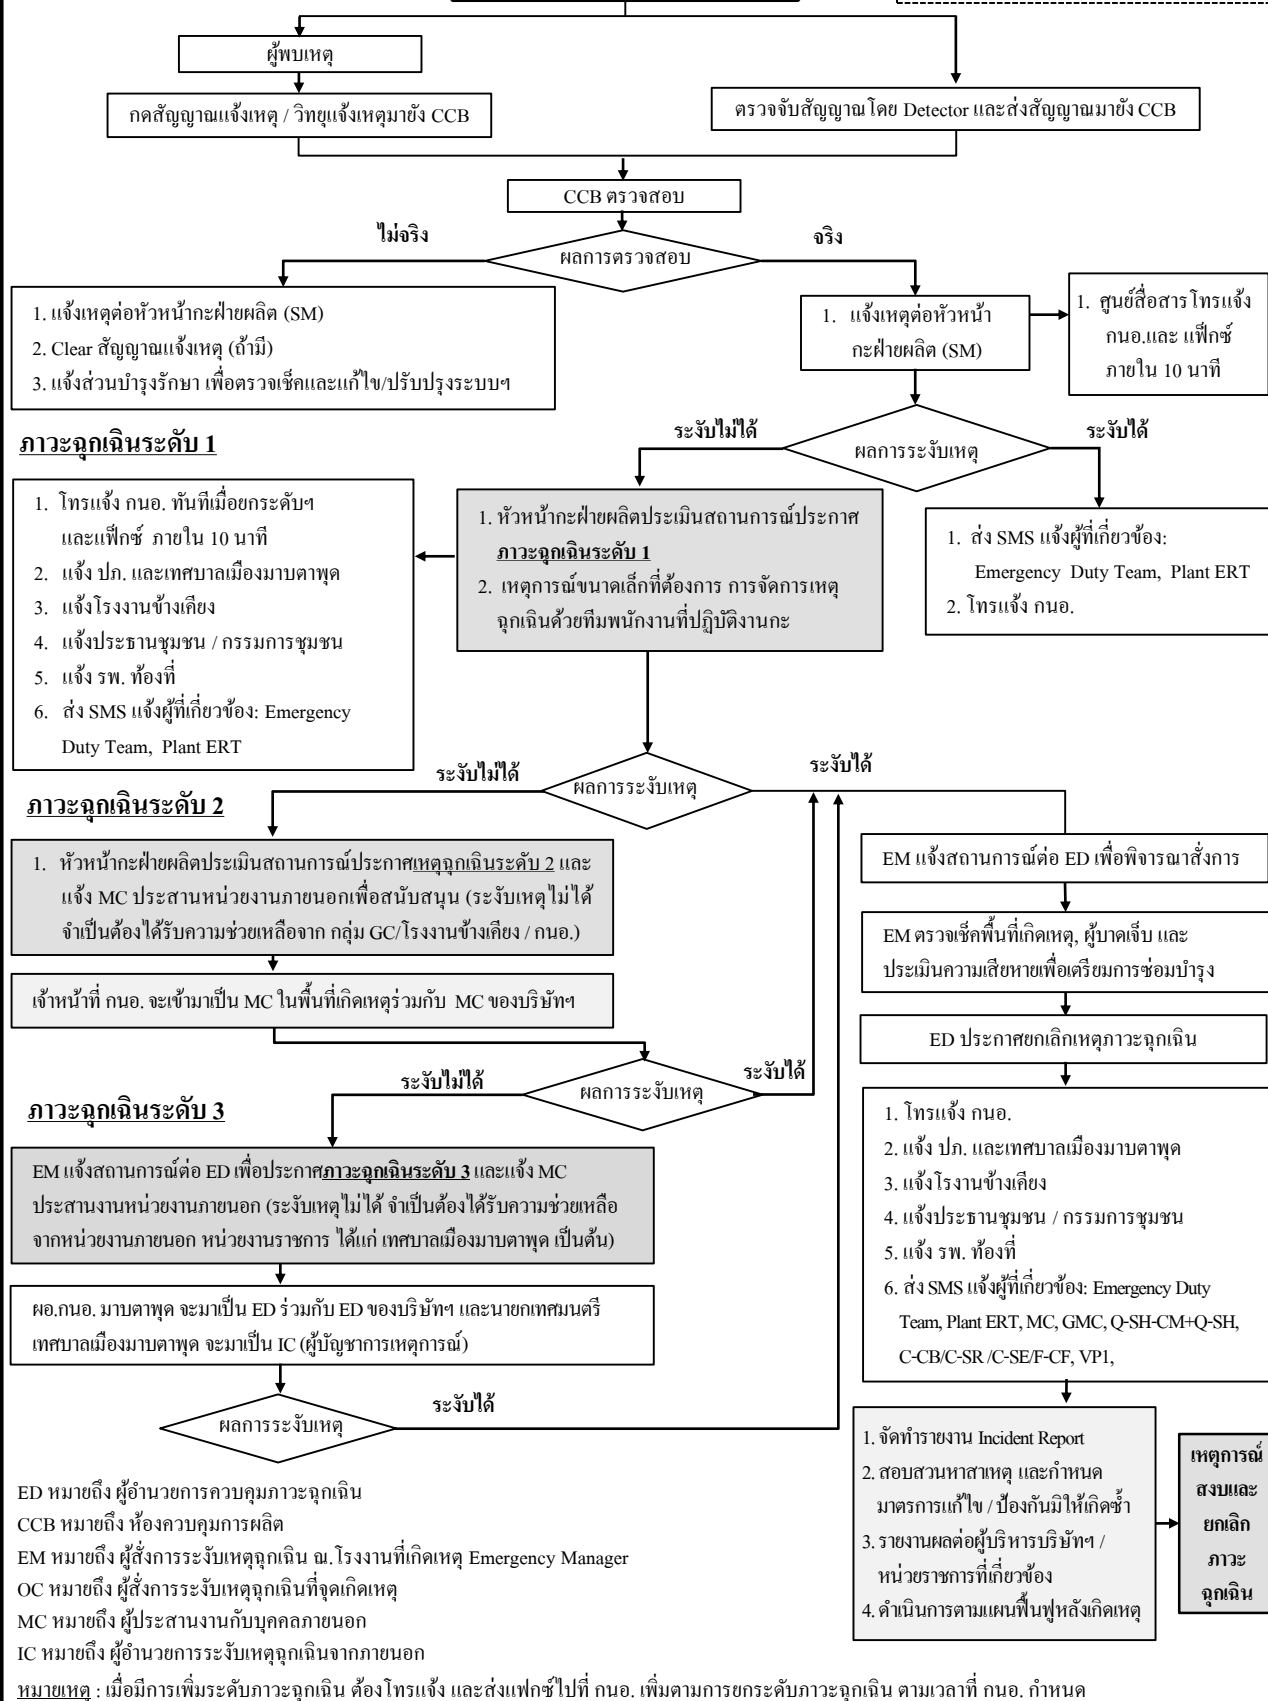 ผู้พบเหตุ
กดสัญญาณแจ้งเหตุ / วิทยุแจ้งเหตุมายัง CCB
ตรวจจับสัญญาณโดย Detector และส่งสัญญาณมายัง CCB
CCB ตรวจสอบ
ไม่จริง
ผลการตรวจสอบ
จริง
1. แจ้งเหตุต่อหัวหน้ากะฝ่ายผลิต (SM)
2. Clear สัญญาณแจ้งเหตุ (ถ้ามี)
3. แจ้งส่วนบำรุงรักษา เพื่อตรวจเช็คและแก้ไข/ปรับปรุงระบบฯ
1. แจ้งเหตุต่อหัวหน้า
กะฝ่ายผลิต (SM)
1. ศูนย์สื่อสารโทรแจ้ง
กนอ.และ แฟ็กซ์
ภายใน 10 นาที
ระงับไม่ได้
ผลการระงับเหตุ
ระงับได้
ภาวะฉุกเฉินระดับ 1
1. โทรแจ้ง กนอ. ทันทีเมื่อยกระดับฯ
และแฟ็กซ์ ภายใน 10 นาที
2. แจ้ง ปภ. และเทศบาลเมืองมาบตาพุด
3. แจ้งโรงงานข้างเคียง
4. แจ้งประธานชุมชน / กรรมการชุมชน
5. แจ้ง รพ. ท้องที่
6. ส่ง SMS แจ้งผู้ที่เกี่ยวข้อง: Emergency
Duty Team, Plant ERT
1. หัวหน้ากะฝ่ายผลิตประเมินสถานการณ์ประกาศ
ภาวะฉุกเฉินระดับ 1
2. เหตุการณ์ขนาดเล็กที่ต้องการ การจัดการเหตุ
ฉุกเฉินด้วยทีมพนักงานที่ปฏิบัติงานกะ
1. ส่ง SMS แจ้งผู้ที่เกี่ยวข้อง:
Emergency Duty Team, Plant ERT
2. โทรแจ้ง กนอ.
ระงับไม่ได้
ผลการระงับเหตุ
ระงับได้
ภาวะฉุกเฉินระดับ 2
1. หัวหน้ากะฝ่ายผลิตประเมินสถานการณ์ประกาศเหตุฉุกเฉินระดับ 2 และ
แจ้ง MC ประสานหน่วยงานภายนอกเพื่อสนับสนุน (ระงับเหตุไม่ได้
จำเป็นต้องได้รับความช่วยเหลือจาก กลุ่ม GC/โรงงานข้างเคียง / กนอ.)
เจ้าหน้าที่ กนอ. จะเข้ามาเป็น MC ในพื้นที่เกิดเหตุร่วมกับ MC ของบริษัทฯ
ระงับไม่ได้
ผลการระงับเหตุ
ระงับได้
ภาวะฉุกเฉินระดับ 3
EM แจ้งสถานการณ์ต่อ ED เพื่อประกาศภาวะฉุกเฉินระดับ 3 และแจ้ง MC
ประสานงานหน่วยงานภายนอก (ระงับเหตุไม่ได้ จำเป็นต้องได้รับความช่วยเหลือ
จากหน่วยงานภายนอก หน่วยงานราชการ ได้แก่ เทศบาลเมืองมาบตาพุด เป็นต้น)
ผอ.กนอ. มาบตาพุด จะมาเป็น ED ร่วมกับ ED ของบริษัทฯ และนายกเทศมนตรี
เทศบาลเมืองมาบตาพุด จะมาเป็น IC (ผู้บัญชาการเหตุการณ์)
ผลการระงับเหตุ
ระงับได้
EM แจ้งสถานการณ์ต่อ ED เพื่อพิจารณาสั่งการ
EM ตรวจเช็คพื้นที่เกิดเหตุ, ผู้บาดเจ็บ และ
ประเมินความเสียหายเพื่อเตรียมการซ่อมบำรุง
ED ประกาศยกเลิกเหตุภาวะฉุกเฉิน
1. โทรแจ้ง กนอ.
2. แจ้ง ปภ. และเทศบาลเมืองมาบตาพุด
3. แจ้งโรงานข้างเคียง
4. แจ้งประธานชุมชน / กรรมการชุมชน
5. แจ้ง รพ. ท้องที่
6. ส่ง SMS แจ้งผู้ที่เกี่ยวข้อง: Emergency Duty
Team, Plant ERT, MC, GMC, Q-SH-CM+Q-SH,
C-CB/C-SR /C-SE/F-CF, VP1,
1. จัดทำรายงาน Incident Report
2. สอบสวนหาสาเหตุ และกำหนด
มาตรการแก้ไข / ป้องกันมิให้เกิดซ้ำ
3. รายงานผลต่อผู้บริหารบริษัทฯ /
หน่วยราชการที่เกี่ยวข้อง
4. ดำเนินการตามแผนฟื้นฟูหลังเกิดเหตุ
เหตุการณ์
สงบและ
ยกเลิก
ภาวะ
ฉุกเฉิน
ED หมายถึง ผู้อำนวยการควบคุมภาวะฉุกเฉิน
CCB หมายถึง ห้องควบคุมการผลิต
EM หมายถึง ผู้สั่งการระงับเหตุฉุกเฉิน ณ.โรงงานที่เกิดเหตุ Emergency Manager
OC หมายถึง ผู้สั่งการระงับเหตุฉุกเฉินที่จุดเกิดเหตุ
MC หมายถึง ผู้ประสานงานกับบุคคลภายนอก
IC หมายถึง ผู้อำนวยการระงับเหตุฉุกเฉินจากภายนอก
หมายเหตุ : เมื่อมีการเพิ่มระดับภาวะฉุกเฉิน ต้องโทรแจ้ง และส่งแฟกซ์ไปที่ กนอ. เพิ่มตามการยกระดับภาวะฉุกเฉิน ตามเวลาที่ กนอ. กำหนด